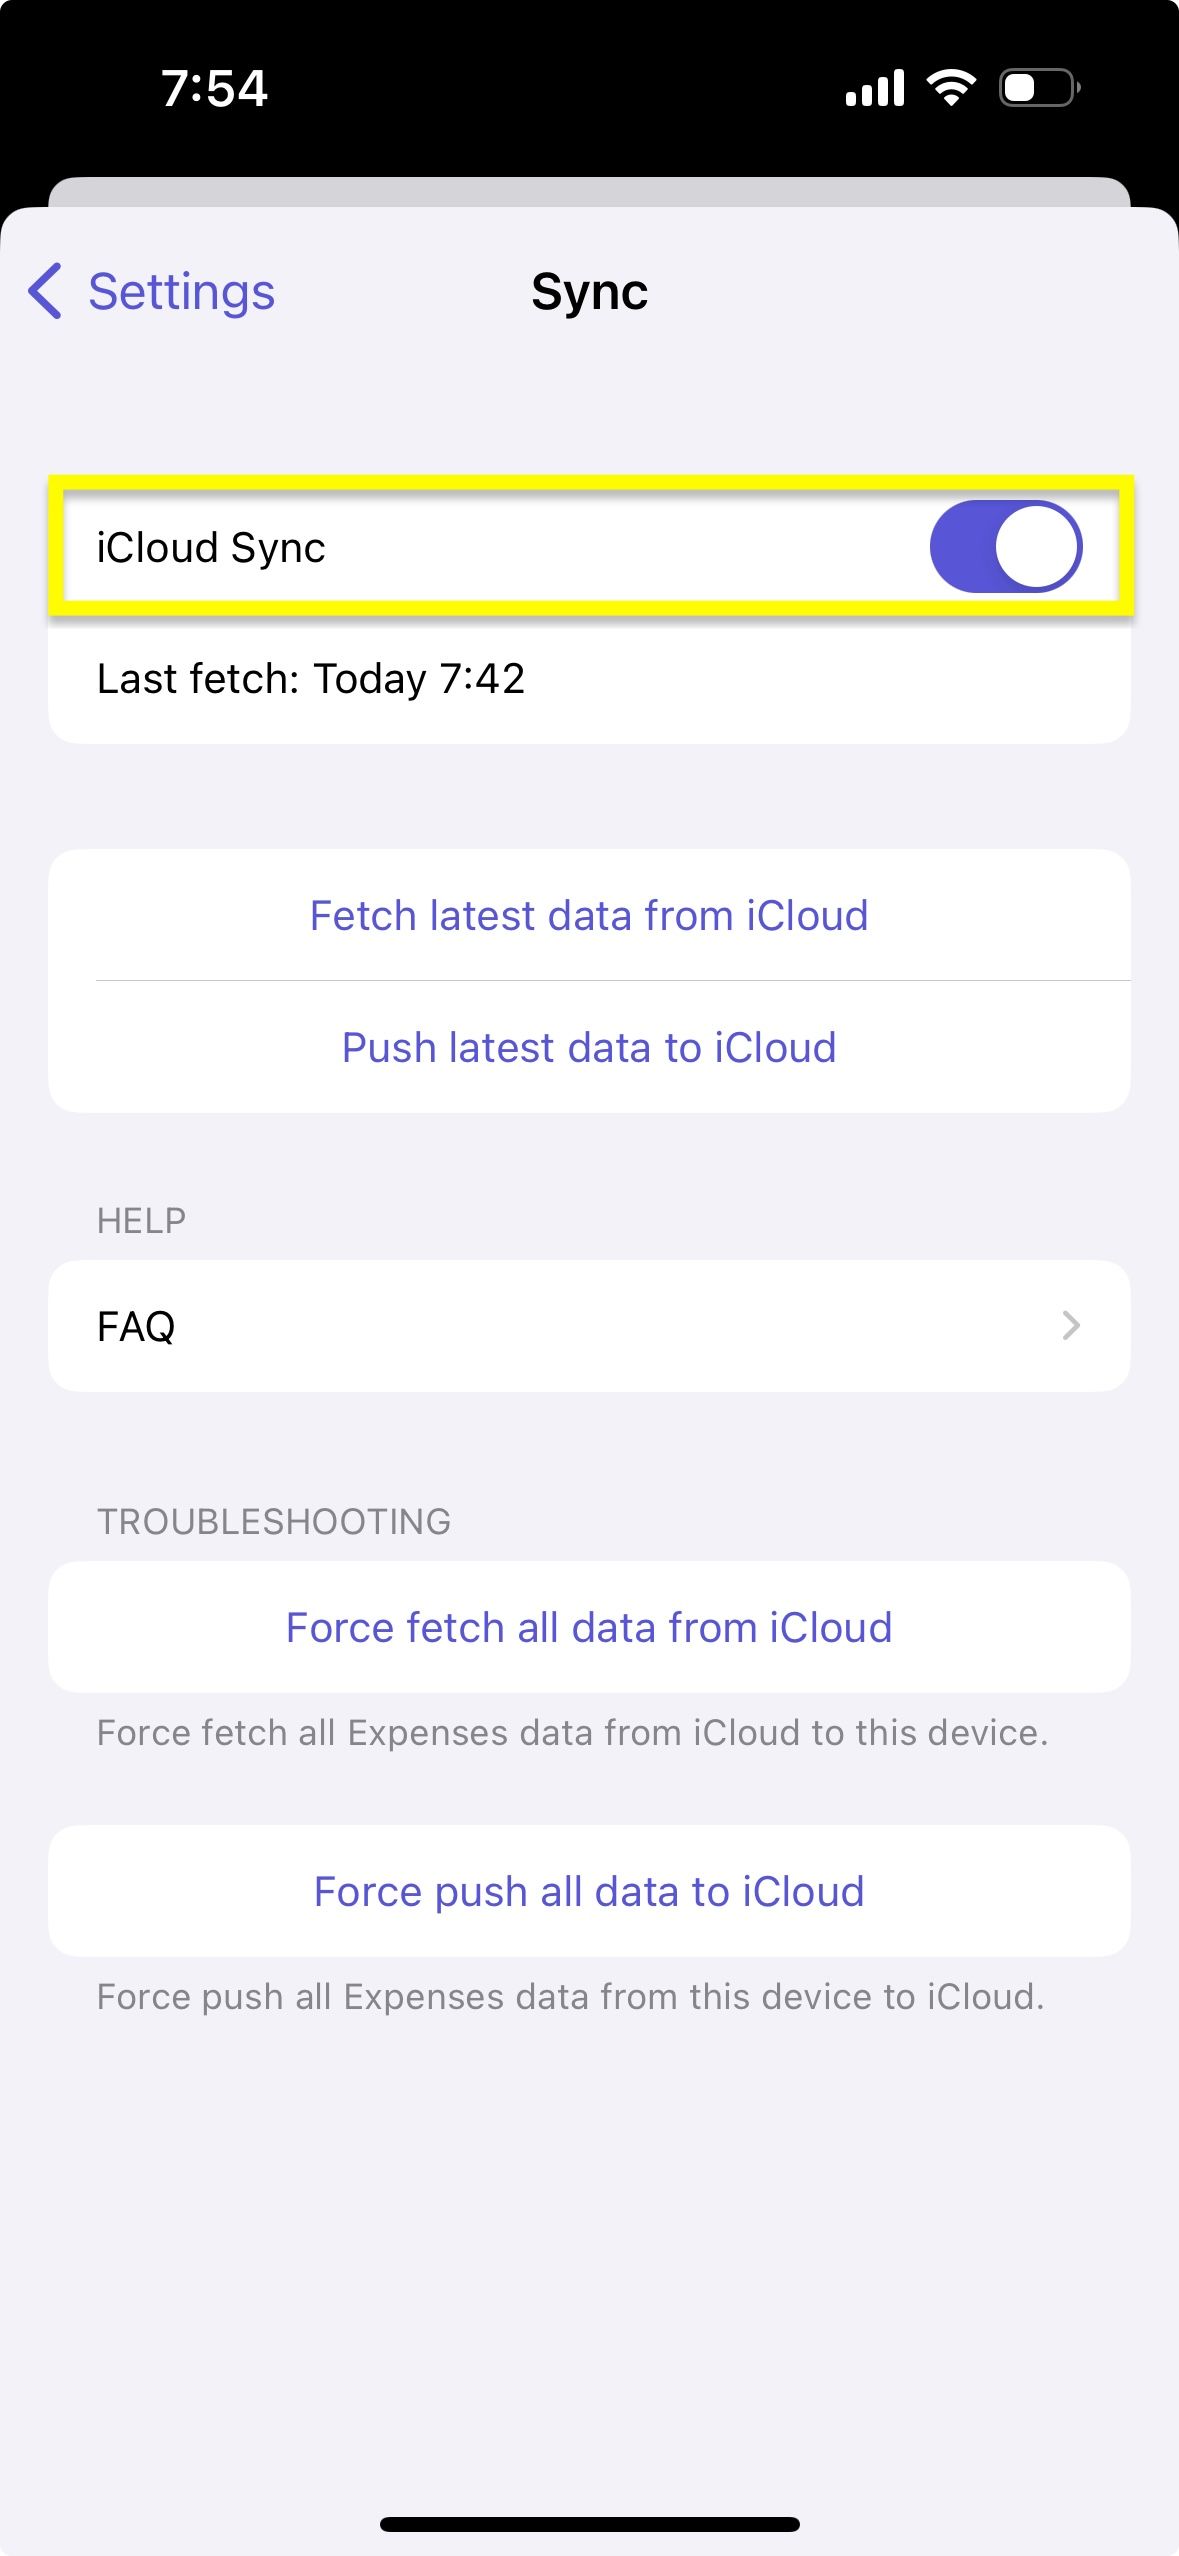 7:54
Settings
Sync
iCloud Sync
Last fetch: Today 7:42
Fetch latest data from iCloud
Push latest data to iCloud
HELP
FAQ
TROUBLESHOOTING
Force fetch all data from iCloud
Force fetch all Expenses data from iCloud to this device.
Force push all data to iCloud
Force push all Expenses data from this device to iCloud.